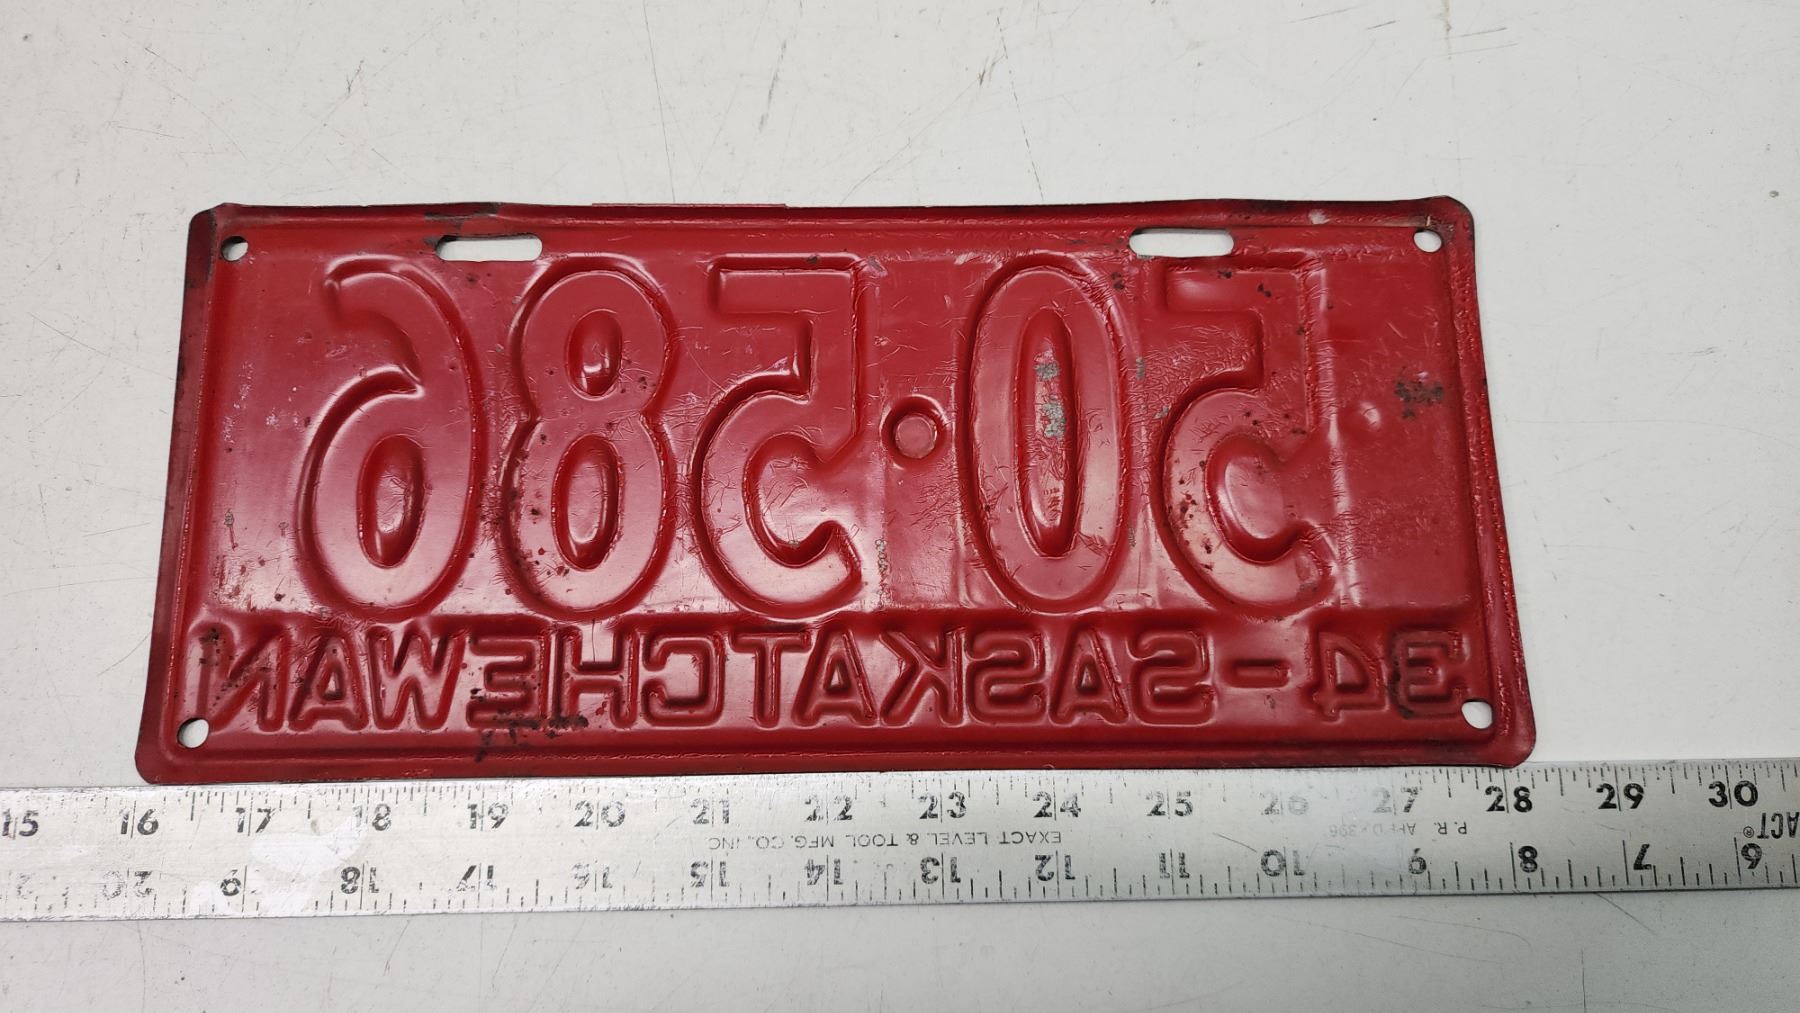 50·586
34-SASKATCHEWAN
15 16 17 18 19 20 21 22 23 24 25 26 27 28 29 30
EXACT LEVEL & TOOL MFG. CO., INC
P. R.
ACT®
6 7 8 9 10 11 12 13 14 15 16 17 18 19 20